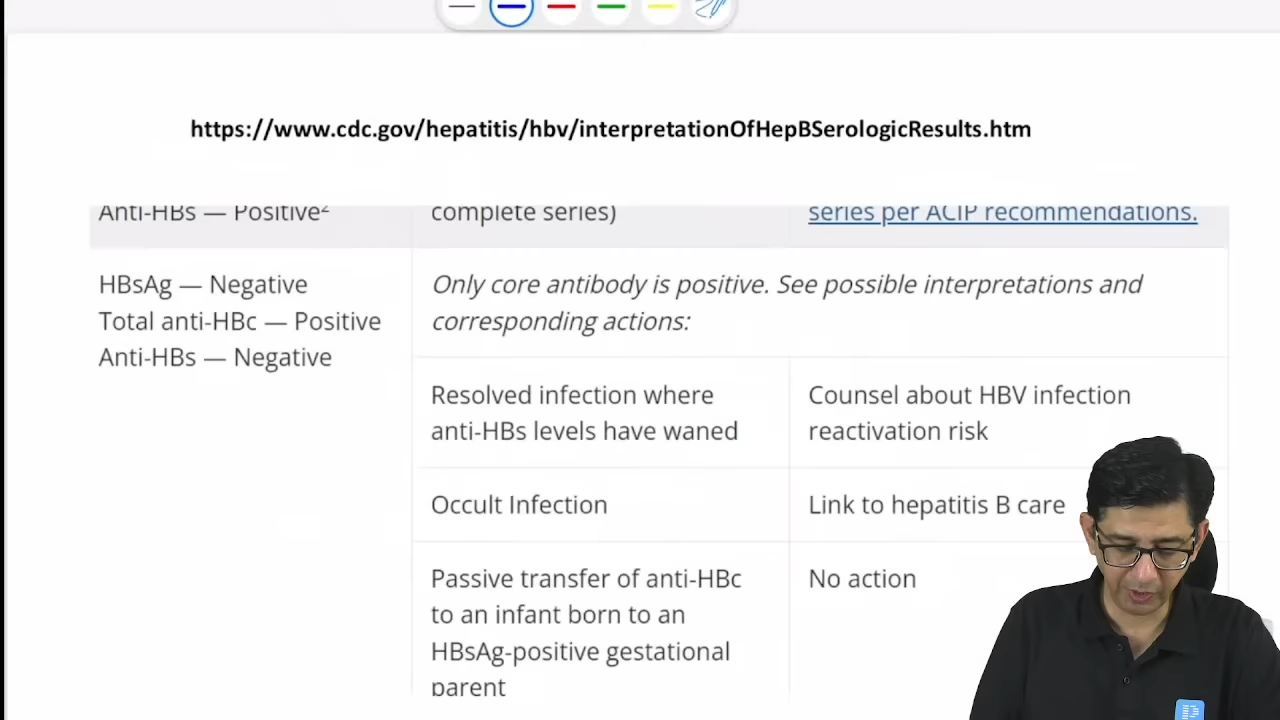 https://www.cdc.gov/hepatitis/hbv/interpretationOfHepBSerologicResults.htm
Anti-HBs — Positive²
complete series)
series per ACIP recommendations.
HBsAg — Negative
Total anti-HBc — Positive
Anti-HBs — Negative
Only core antibody is positive. See possible interpretations and
corresponding actions:
Resolved infection where
anti-HBs levels have waned
Counsel about HBV infection
reactivation risk
Occult Infection
Link to hepatitis B care
Passive transfer of anti-HBc
to an infant born to an
HBsAg-positive gestational
parent
No action